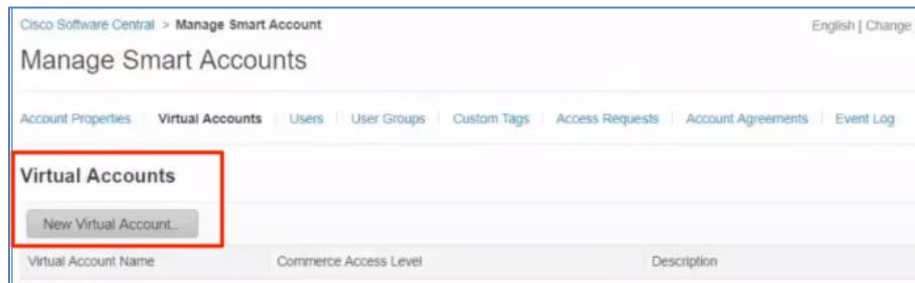 Cisco Software Central > Manage Smart Account
English [ Change
Manage Smart Accounts
Account Properties Virtual Accounts Users User Groups Custom Tags Access Requests Account Agreements Event Log
Virtual Accounts
New Virtual Account...
Virtual Account Name Commerce Access Level Description